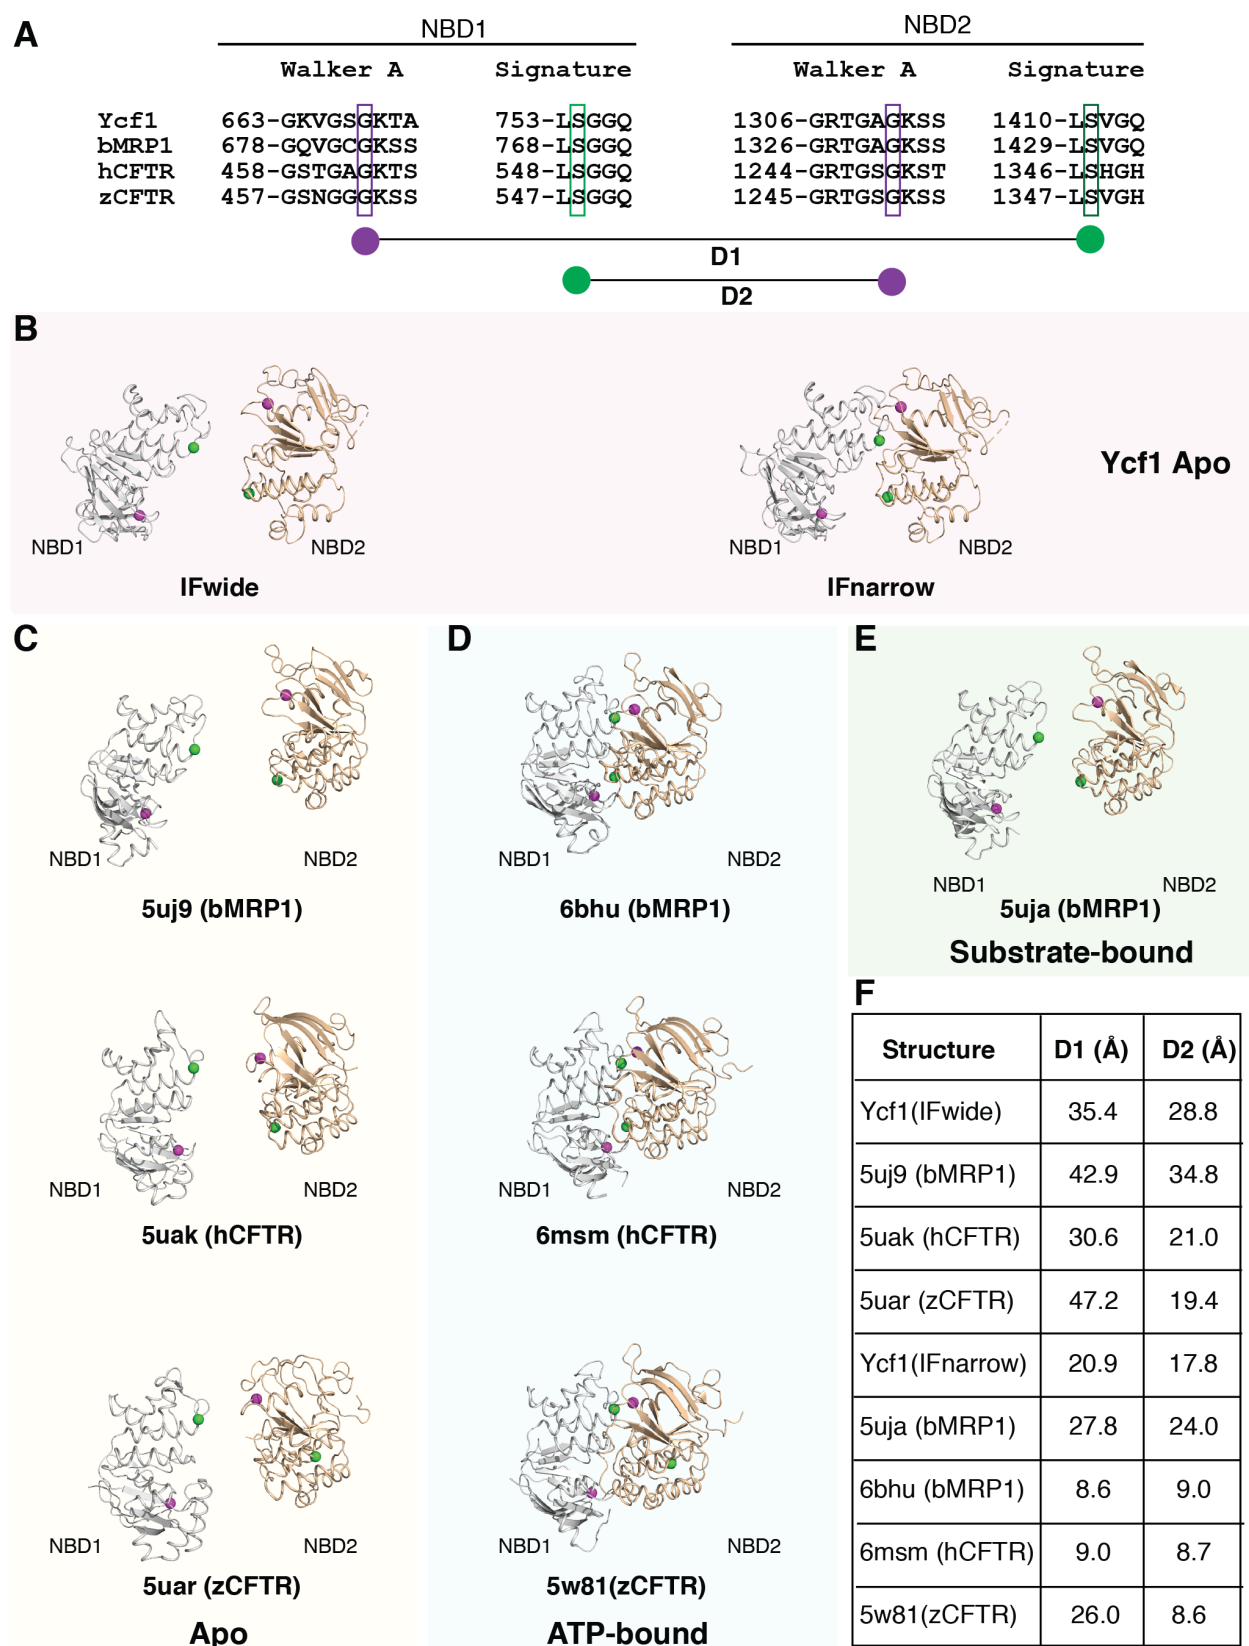 A
NBD1 NBD2
Walker A Signature Walker A Signature
Ycf1 663-GKVGSGKTA 753-LSGGQ 1306-GRTGAGKSS 1410-LSVGQ
bMRP1 678-GQVGCGKSS 768-LSGGQ 1326-GRTGAGKSS 1429-LSVGQ
hCFTR 458-GSTGAGKTS 548-LSGGQ 1244-GRTGSGKST 1346-LSHGH
zCFTR 457-GSNGGGKSS 547-LSGGQ 1245-GRTGSGKSS 1347-LSVGH
D1
D2
B
Ycf1 Apo
NBD1 NBD2 NBD1 NBD2
IFwide IFnarrow
C D E
NBD1 NBD2 NBD1 NBD2 NBD1 NBD2
5uj9 (bMRP1) 6bhu (bMRP1) 5uja (bMRP1)
Substrate-bound
NBD1 NBD2 NBD1 NBD2
5uak (hCFTR) 6msm (hCFTR)
NBD1 NBD2 NBD1 NBD2
5uar (zCFTR) 5w81(zCFTR)
Apo ATP-bound
F
Structure D1 (Å) D2 (Å)
Ycf1(IFwide) 35.4 28.8
5uj9 (bMRP1) 42.9 34.8
5uak (hCFTR) 30.6 21.0
5uar (zCFTR) 47.2 19.4
Ycf1(IFnarrow) 20.9 17.8
5uja (bMRP1) 27.8 24.0
6bhu (bMRP1) 8.6 9.0
6msm (hCFTR) 9.0 8.7
5w81(zCFTR) 26.0 8.6